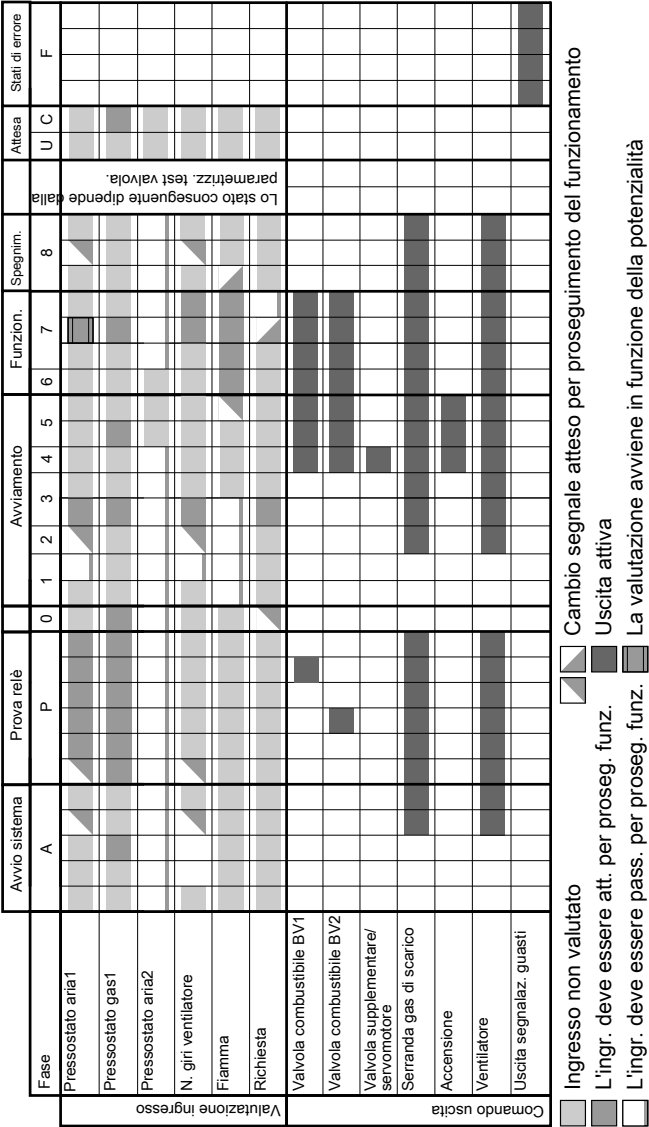 Avvio sistema
Prova relè
Avviamento
Funzion.
Spegnim.
Attesa
Stati di errore
Fase
A
P
0
1
2
3
4
5
6
7
8
U
C
F
Valutazione ingresso
Pressostato aria1
Pressostato gas1
Pressostato aria2
N. giri ventilatore
Fiamma
Richiesta
Lo stato conseguente dipende dalla
parametrizz. test valvola.
Comando uscita
Valvola combustibile BV1
Valvola combustibile BV2
Valvola supplementare/
servomotore
Serranda gas di scarico
Accensione
Ventilatore
Uscita segnalaz. guasti
Ingresso non valutato
L'ingr. deve essere att. per proseg. funz.
L'ingr. deve essere pass. per proseg. funz.
Cambio segnale atteso per proseguimento del funzionamento
Uscita attiva
La valutazione avviene in funzione della potenzialità